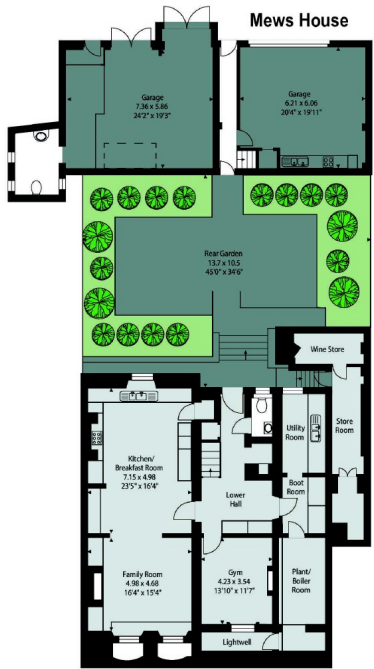 Mews House
Garage
7.36 x 5.86
24'2" x 19'3"
Garage
6.21 x 6.06
20'4" x 19'11"
Rear Garden
13.7 x 10.5
45'0" x 34'6"
Wine Store
Store
Room
Utility
Room
Kitchen/
Breakfast Room
7.15 x 4.98
23'5" x 16'4"
Lower
Hall
Boot
Room
Family Room
4.98 x 4.68
16'4" x 15'4"
Gym
4.23 x 3.54
13'10" x 11'7"
Plant/
Boiler
Room
Lightwell